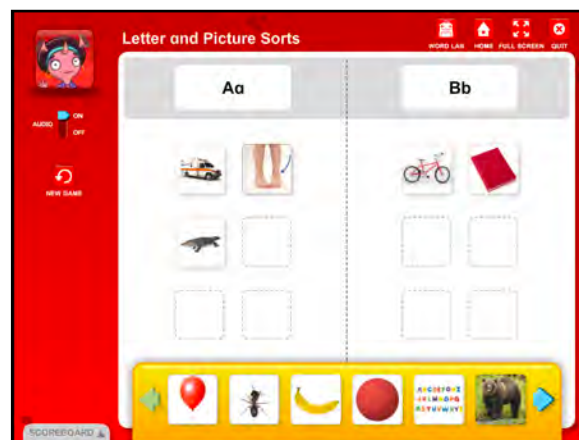 Letter and Picture Sorts
WORD LAB
HOME
FULL SCREEN
QUIT
Aa
Bb
AUDIO
ON
OFF
NEW GAME
SCOREBOARD